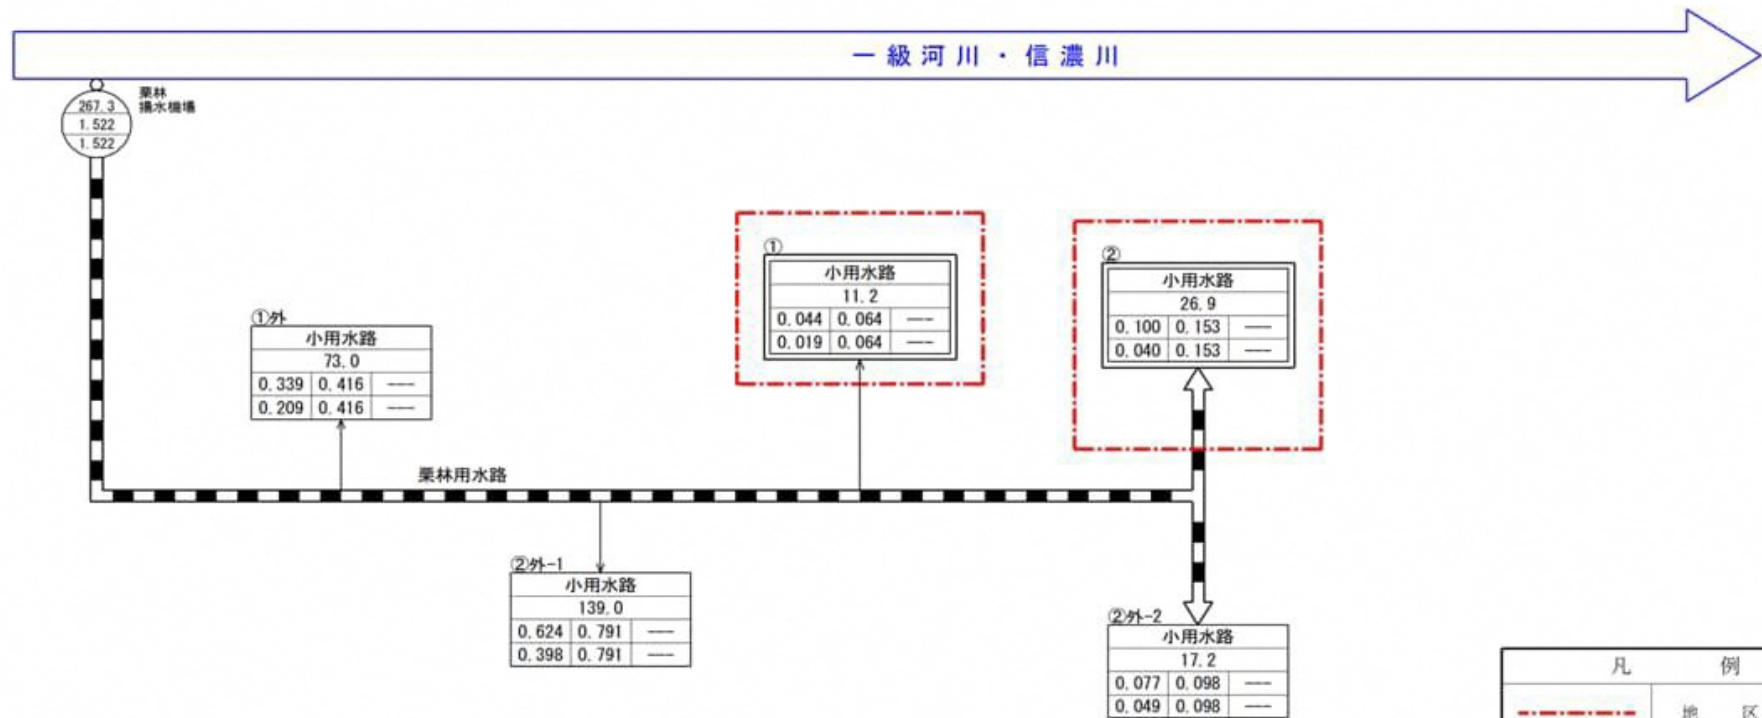 一級河川・信濃川
栗林
揚水機場
267.3
1.522
1.522
①
小用水路
11.2
0.044 0.064 ---
0.019 0.064 ---
②
小用水路
26.9
0.100 0.153 ---
0.040 0.153 ---
①外
小用水路
73.0
0.339 0.416 ---
0.209 0.416 ---
栗林用水路
②外-1
小用水路
139.0
0.624 0.791 ---
0.398 0.791 ---
②外-2
小用水路
17.2
0.077 0.098 ---
0.049 0.098 ---
凡 例
地 区